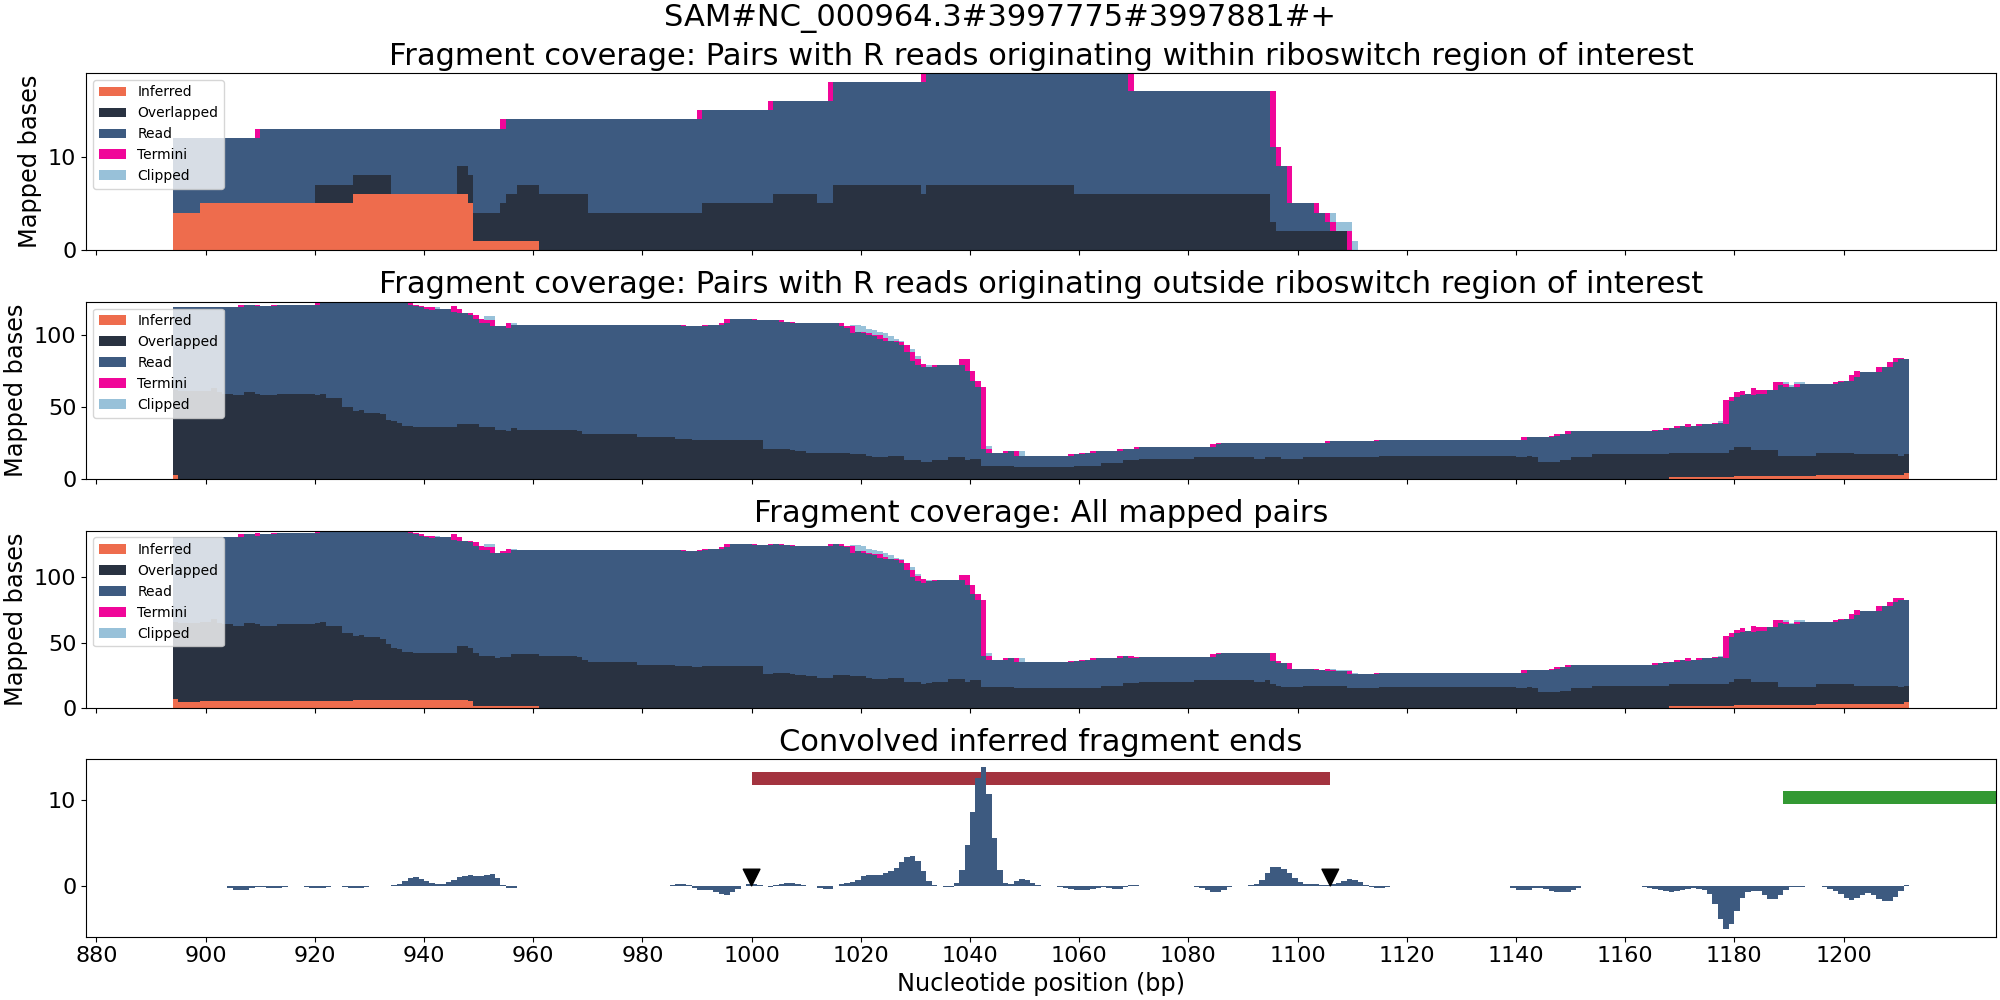 SAM#NC_000964.3#3997775#3997881#+
Fragment coverage: Pairs with R reads originating within riboswitch region of interest
Mapped bases
10
0
Inferred
Overlapped
Read
Termini
Clipped
Fragment coverage: Pairs with R reads originating outside riboswitch region of interest
Mapped bases
100
50
0
Inferred
Overlapped
Read
Termini
Clipped
Fragment coverage: All mapped pairs
Mapped bases
100
50
0
Inferred
Overlapped
Read
Termini
Clipped
Convolved inferred fragment ends
10
0
880 900 920 940 960 980 1000 1020 1040 1060 1080 1100 1120 1140 1160 1180 1200
Nucleotide position (bp)